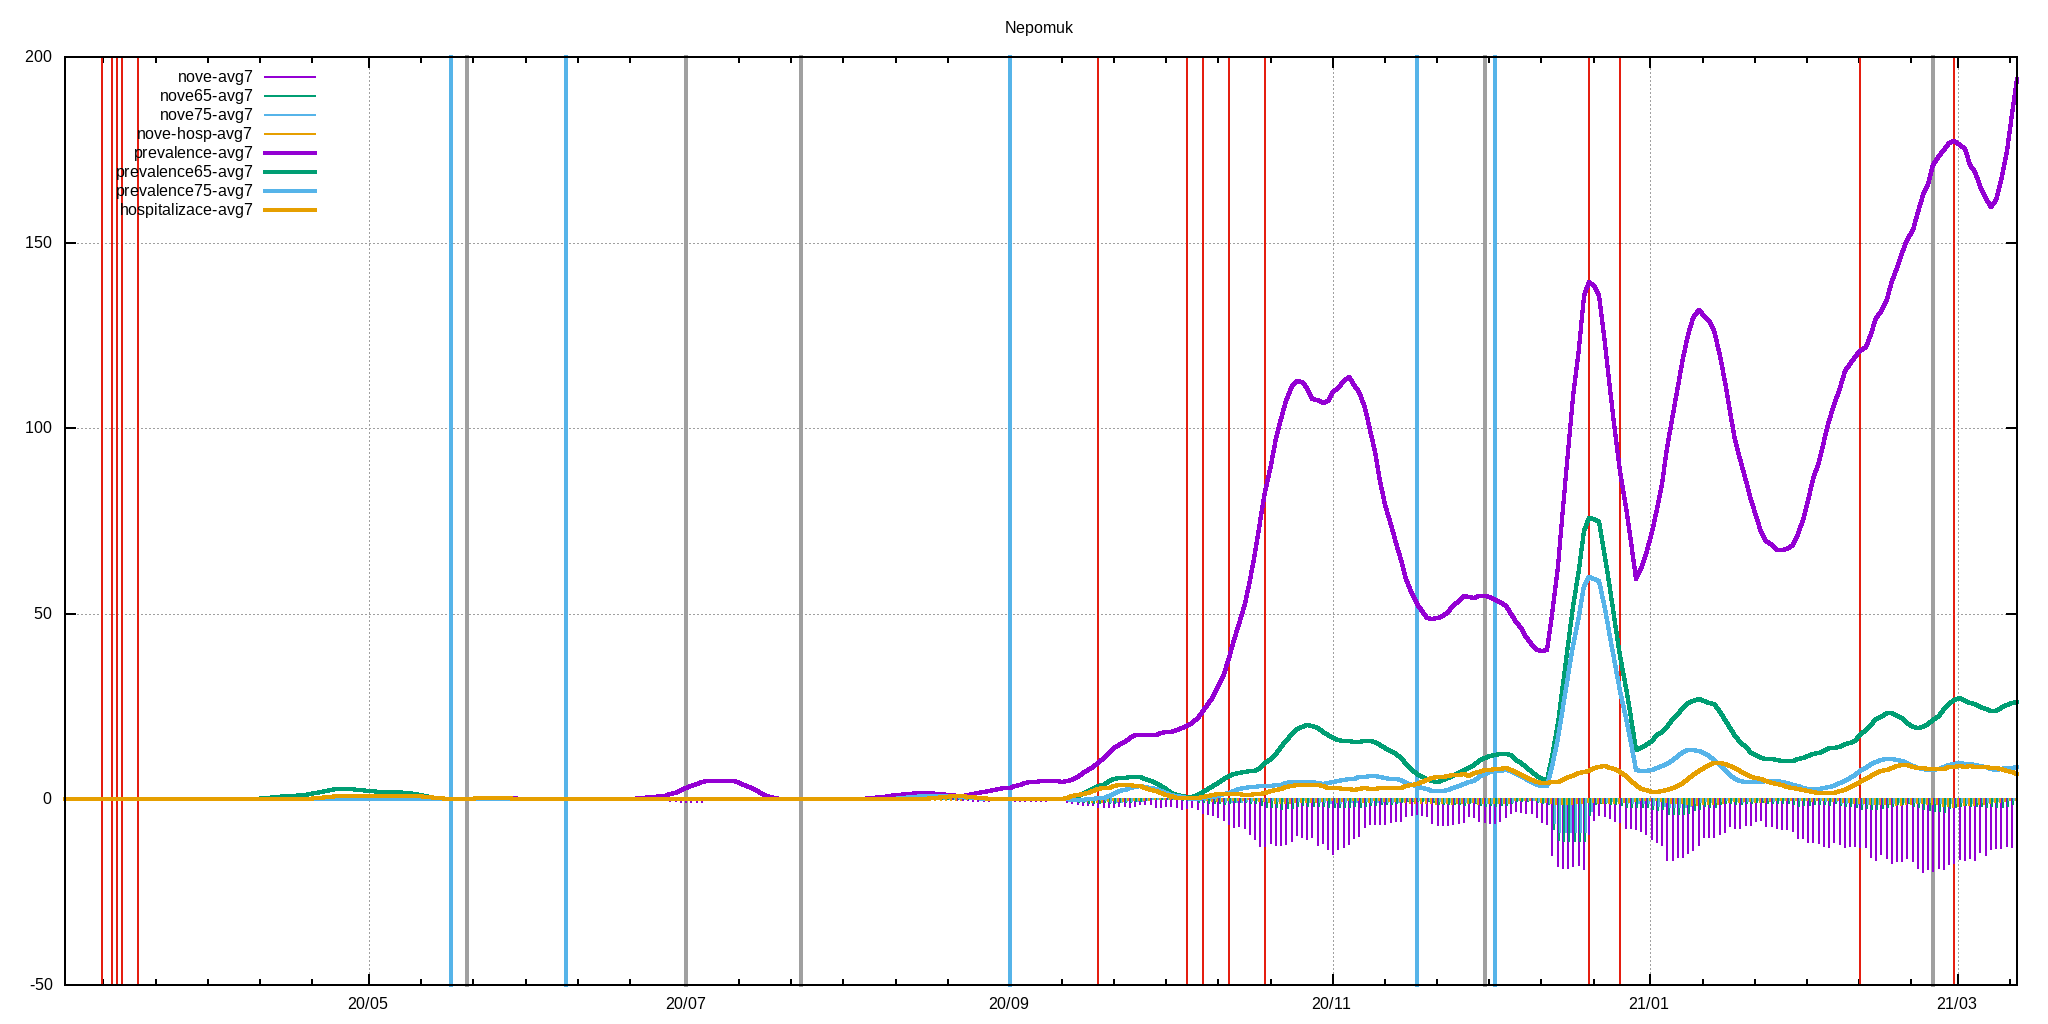 Nepomuk
200
150
100
50
0
-50
nove-avg7
nove65-avg7
nove75-avg7
nove-hosp-avg7
prevalence-avg7
prevalence65-avg7
prevalence75-avg7
hospitalizace-avg7
20/05
20/07
20/09
20/11
21/01
21/03